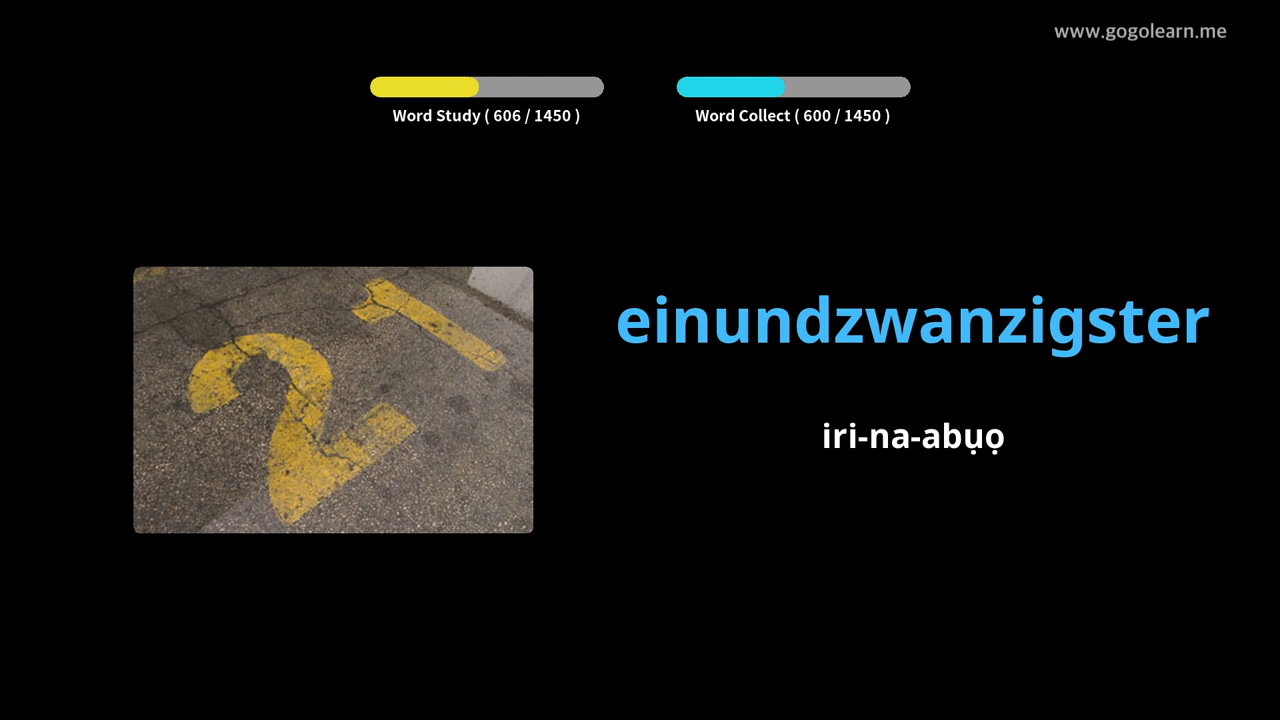 www.gogolearn.me
Word Study ( 606 / 1450 )
Word Collect ( 600 / 1450 )
21
einundzwanzigster
iri-na-abụọ